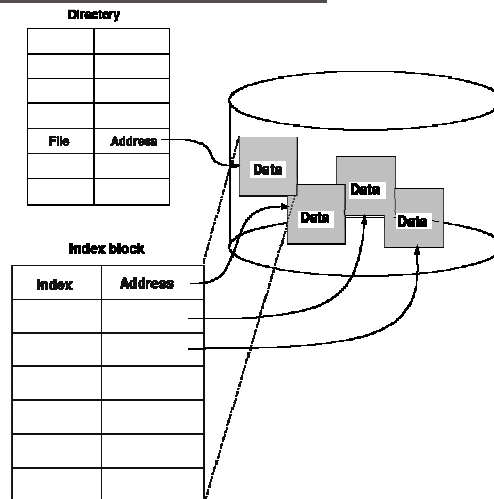 Directory
File Address
Data
Data
Data
Data
Index block
Index Address